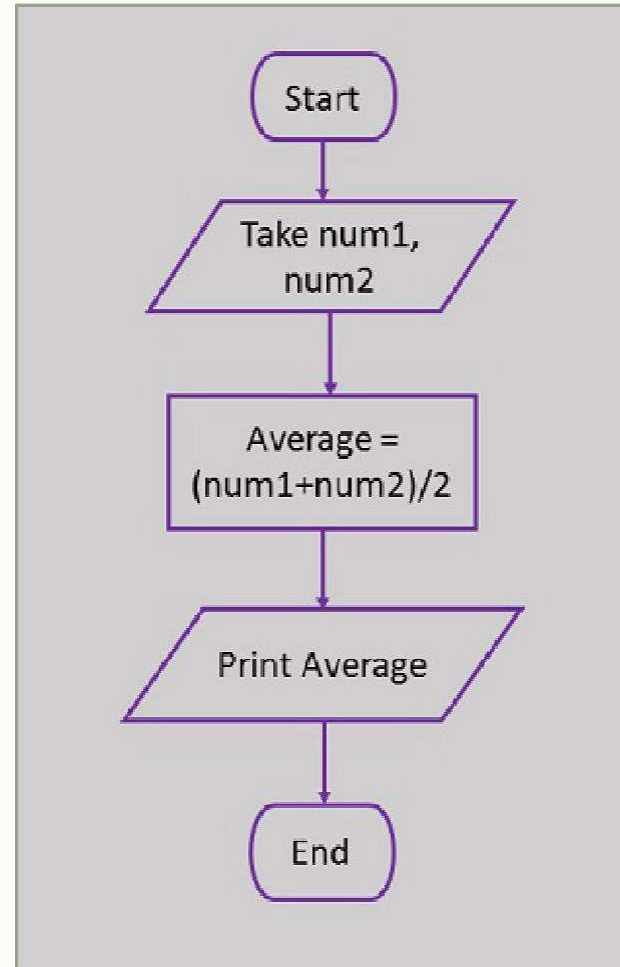 Start
Take num1,
num2
Average =
(num1+num2)/2
Print Average
End